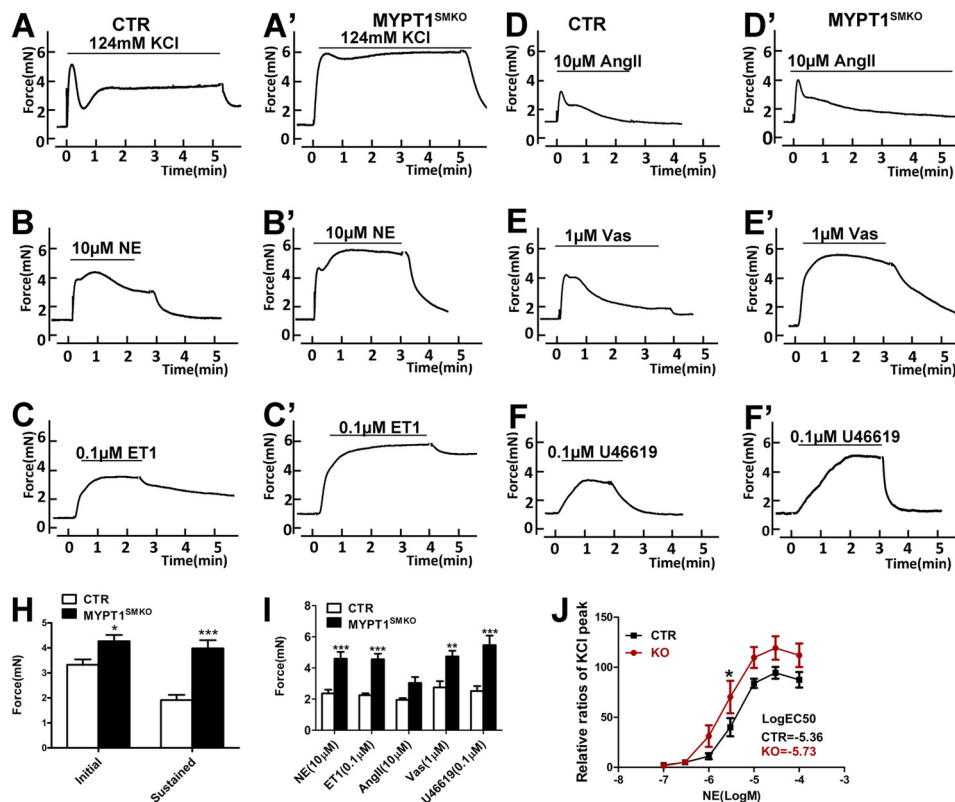 A CTR
124mM KCl
Force(mN)
6
4
2
0
0 1 2 3 4 5
Time(min)
A' MYPT1SMKO
124mM KCl
Force(mN)
6
4
2
0
0 1 2 3 4 5
Time(min)
D CTR
10μM AngII
Force(mN)
6
4
2
0
0 1 2 3 4 5
Time(min)
D' MYPT1SMKO
10μM AngII
Force(mN)
6
4
2
0
0 1 2 3 4 5
Time(min)
B
10μM NE
Force(mN)
6
4
2
0
0 1 2 3 4 5
Time(min)
B'
10μM NE
Force(mN)
6
4
2
0
0 1 2 3 4 5
Time(min)
E
1μM Vas
Force(mN)
6
4
2
0
0 1 2 3 4 5
Time(min)
E'
1μM Vas
Force(mN)
6
4
2
0
0 1 2 3 4 5
Time(min)
C
0.1μM ET1
Force(mN)
6
4
2
0
0 1 2 3 4 5
Time(min)
C'
0.1μM ET1
Force(mN)
6
4
2
0
0 1 2 3 4 5
Time(min)
F
0.1μM U46619
Force(mN)
6
4
2
0
0 1 2 3 4 5
Time(min)
F'
0.1μM U46619
Force(mN)
6
4
2
0
0 1 2 3 4 5
Time(min)
H
CTR
MYPT1SMKO
* ***
Force(mN)
5
4
3
2
1
0
Initial
Sustained
I
CTR
MYPT1SMKO
*** *** ** ***
Force(mN)
8
6
4
2
0
NE(10μM)
ET1(0.1μM)
AngII(10μM)
Vas(1μM)
U46619(0.1μM)
J
CTR
KO
*
Relative ratios of KCl peak
150
100
50
0
LogEC50
CTR=-5.36
KO=-5.73
-7 -6 -5 -4 -3
NE(LogM)